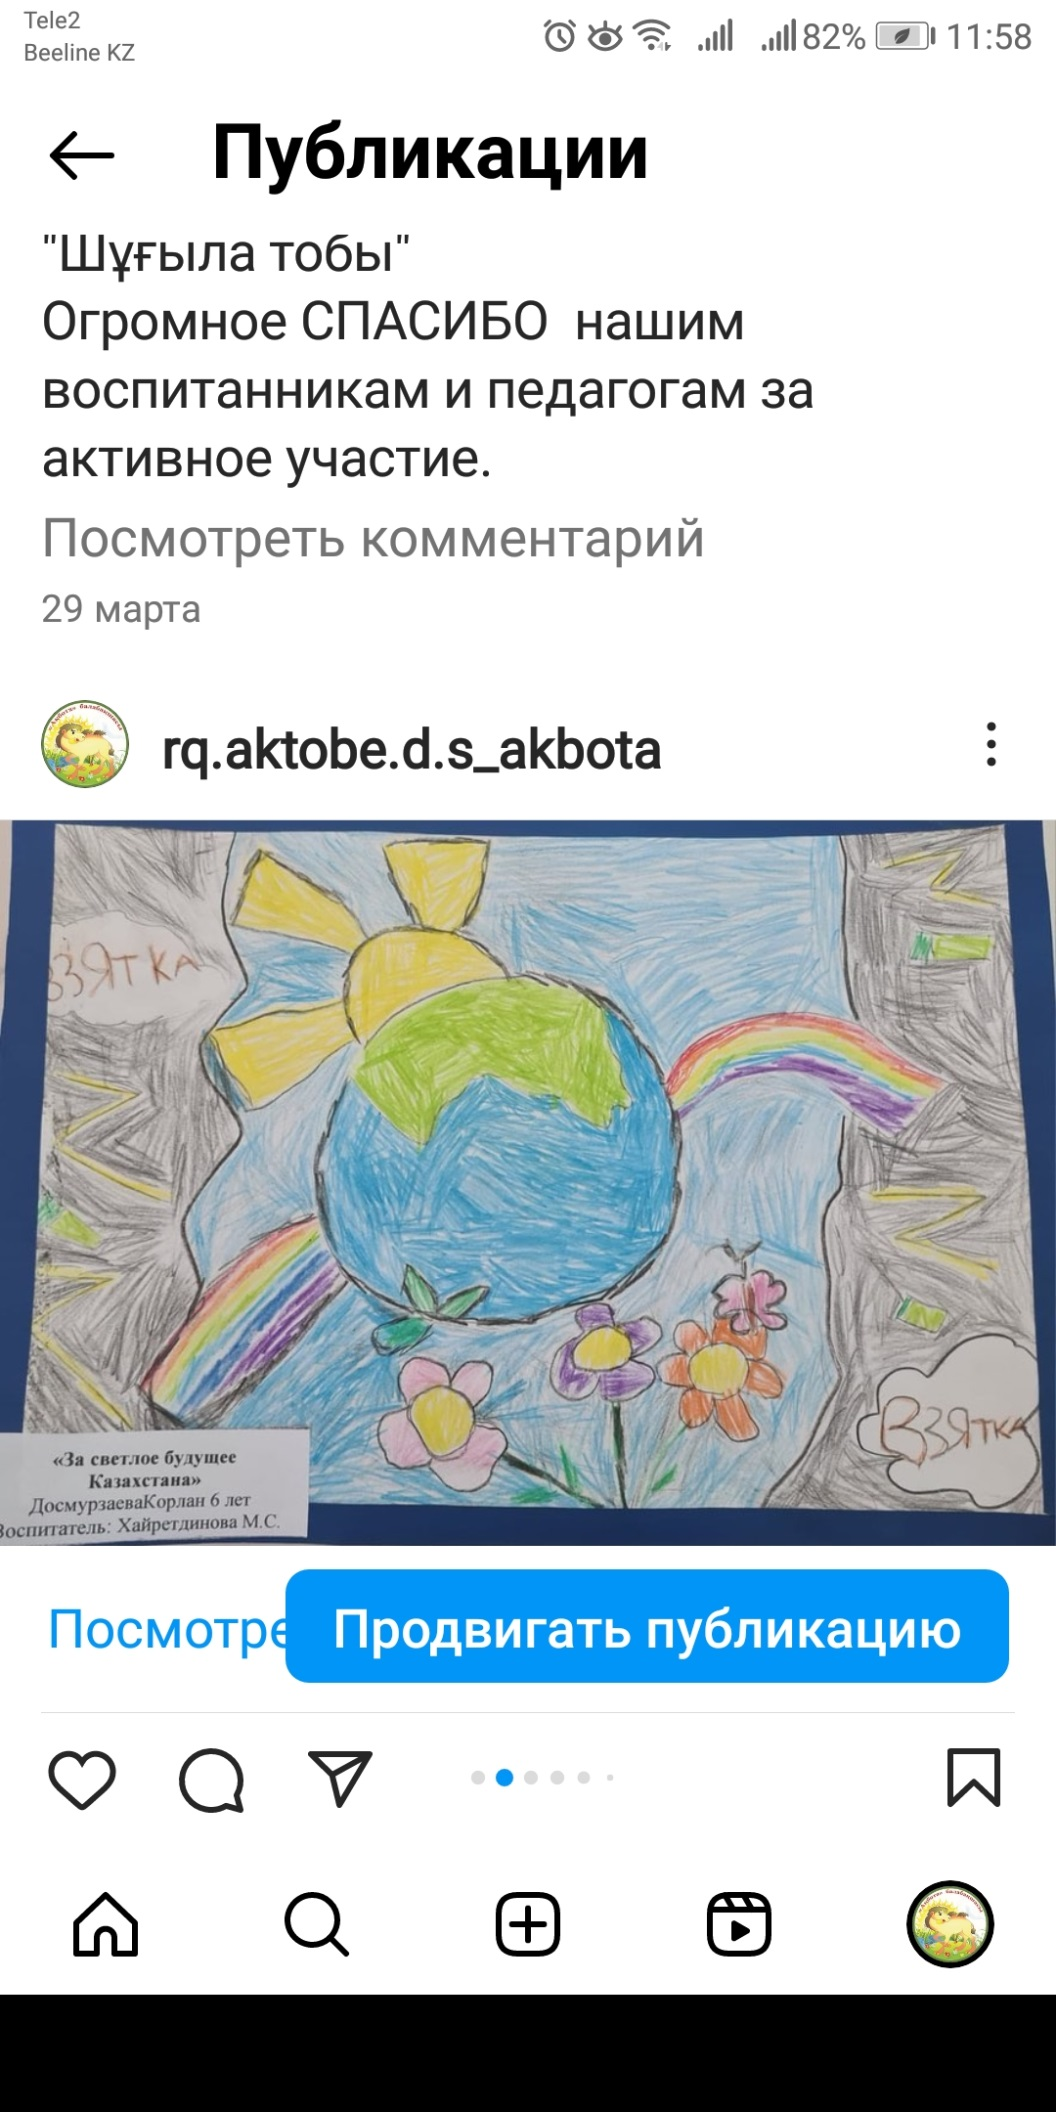 Tele2
Beeline KZ
82% 11:58
Публикации
"Шұғыла тобы"
Огромное СПАСИБО нашим
воспитанникам и педагогам за
активное участие.
Посмотреть комментарий
29 марта
rq.aktobe.d.s_akbota
ВЗЯТКА
ВЗЯТКА
«За светлое будущее
Казахстана»
ДосмурзаеваКорлан 6 лет
Воспитатель: Хайретдинова М.С.
Посмотре
Продвигать публикацию